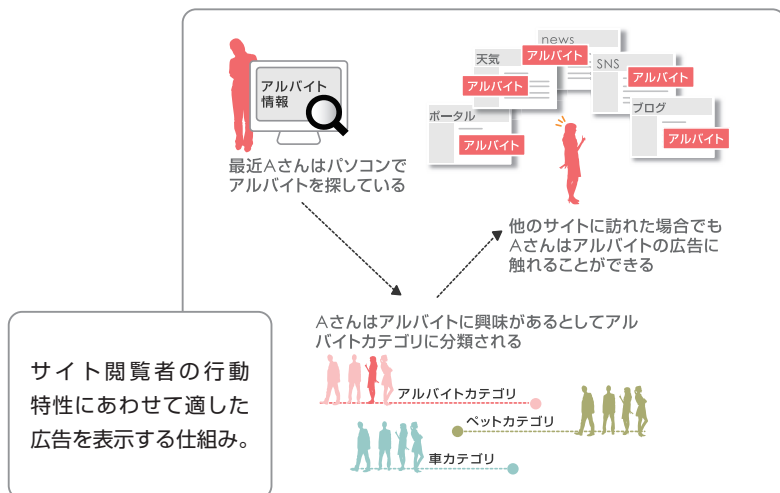 アルバイト
情報
最近Aさんはパソコンで
アルバイトを探している
news
アルバイト
天気
アルバイト
SNS
アルバイト
ポータル
アルバイト
ブログ
アルバイト
他のサイトに訪れた場合でも
Aさんはアルバイトの広告に
触れることができる
Aさんはアルバイトに興味があるとしてアル
バイトカテゴリに分類される
アルバイトカテゴリ
ペットカテゴリ
車カテゴリ
サイト閲覧者の行動
特性にあわせて適した
広告を表示する仕組み。